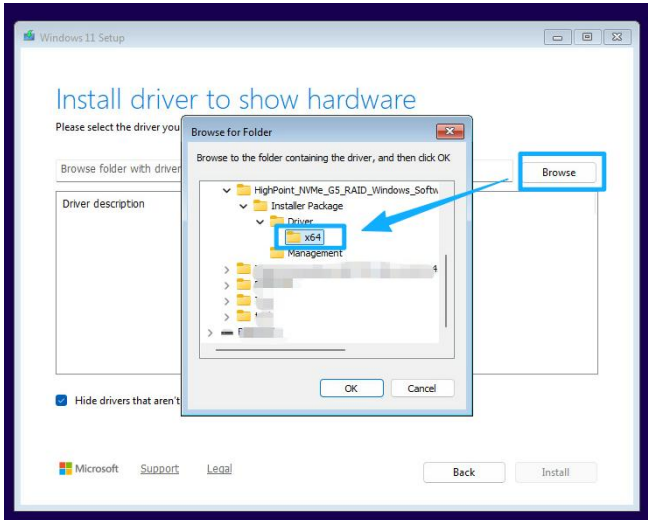 Windows 11 Setup
Install driver to show hardware
Please select the driver you
Browse for Folder
Browse to the folder containing the driver, and then click OK
Browse folder with driver
Browse
HighPoint_NVMe_G5_RAID_Windows_Softw
Driver description
Installer Package
Driver
x64
Management
4
OK
Cancel
Hide drivers that aren't
Microsoft
Support
Legal
Back
Install